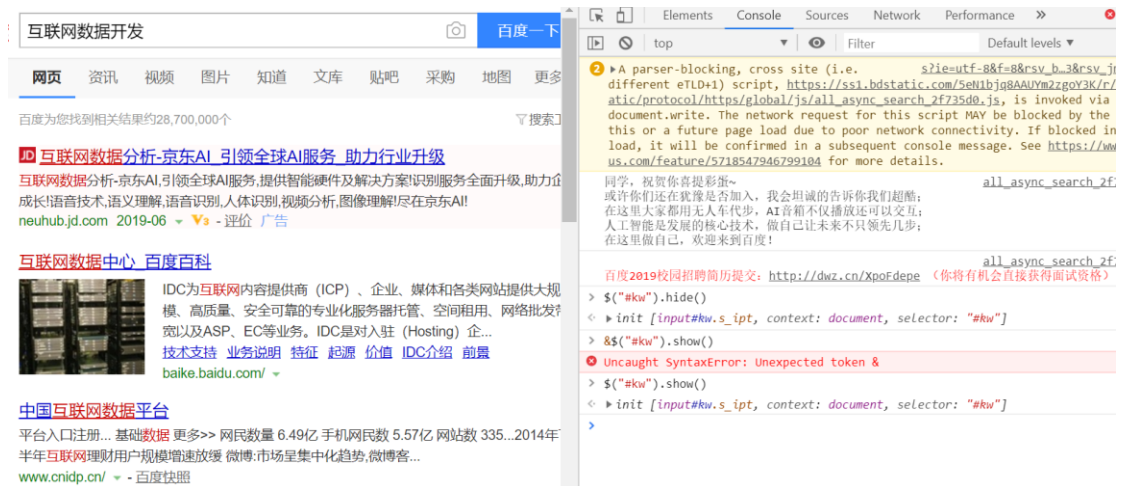 互联网数据开发
百度一下
网页 资讯 视频 图片 知道 文库 贴吧 采购 地图 更多
百度为您找到相关结果约28,700,000个
搜索工
JD 互联网数据分析-京东AI_引领全球AI服务_助力行业升级
互联网数据分析-京东AI,引领全球AI服务,提供智能硬件及解决方案!识别服务全面升级,助力企
成长!语音技术,语义理解,语音识别,人体识别,视频分析,图像理解!尽在京东AI!
neuhub.jd.com 2019-06 V3 - 评价 广告
互联网数据中心_百度百科
IDC为互联网内容提供商（ICP）、企业、媒体和各类网站提供大规
模、高质量、安全可靠的专业化服务器托管、空间租用、网络批发带
宽以及ASP、EC等业务。IDC是对入驻（Hosting）企...
技术支持 业务说明 特征 起源 价值 IDC介绍 前景
baike.baidu.com/
中国互联网数据平台
平台入口注册... 基础数据 更多>> 网民数量 6.49亿 手机网民数 5.57亿 网站数 335...2014年
半年互联网理财用户规模增速放缓 微博:市场呈集中化趋势,微博客...
www.cnidp.cn/ - 百度快照
Elements Console Sources Network Performance »
top Filter Default levels
2 A parser-blocking, cross site (i.e. s?ie=utf-8&f=8&rsv_b…3&rsv_j
different eTLD+1) script, https://ss1.bdstatic.com/5eN1bjq8AAUYm2zgoY3K/r/
atic/protocol/https/global/js/all_async_search_2f735d0.js, is invoked via
document.write. The network request for this script MAY be blocked by the
this or a future page load due to poor network connectivity. If blocked in
load, it will be confirmed in a subsequent console message. See https://ww
us.com/feature/5718547946799104 for more details.
同学，祝贺你喜提彩蛋~ all_async_search_2f
或许你们还在犹豫是否加入，我会坦诚的告诉你我们超酷；
在这里大家都用无人车代步，AI音箱不仅播放还可以交互；
人工智能是发展的核心技术，做自己让未来不只领先几步；
在这里做自己，欢迎来到百度！
all_async_search_2f
百度2019校园招聘简历提交：http://dwz.cn/XpoFdepe （你将有机会直接获得面试资格）
> $("#kw").hide()
init [input#kw.s_ipt, context: document, selector: "#kw"]
> &$("#kw").show()
Uncaught SyntaxError: Unexpected token &
> $("#kw").show()
init [input#kw.s_ipt, context: document, selector: "#kw"]
>